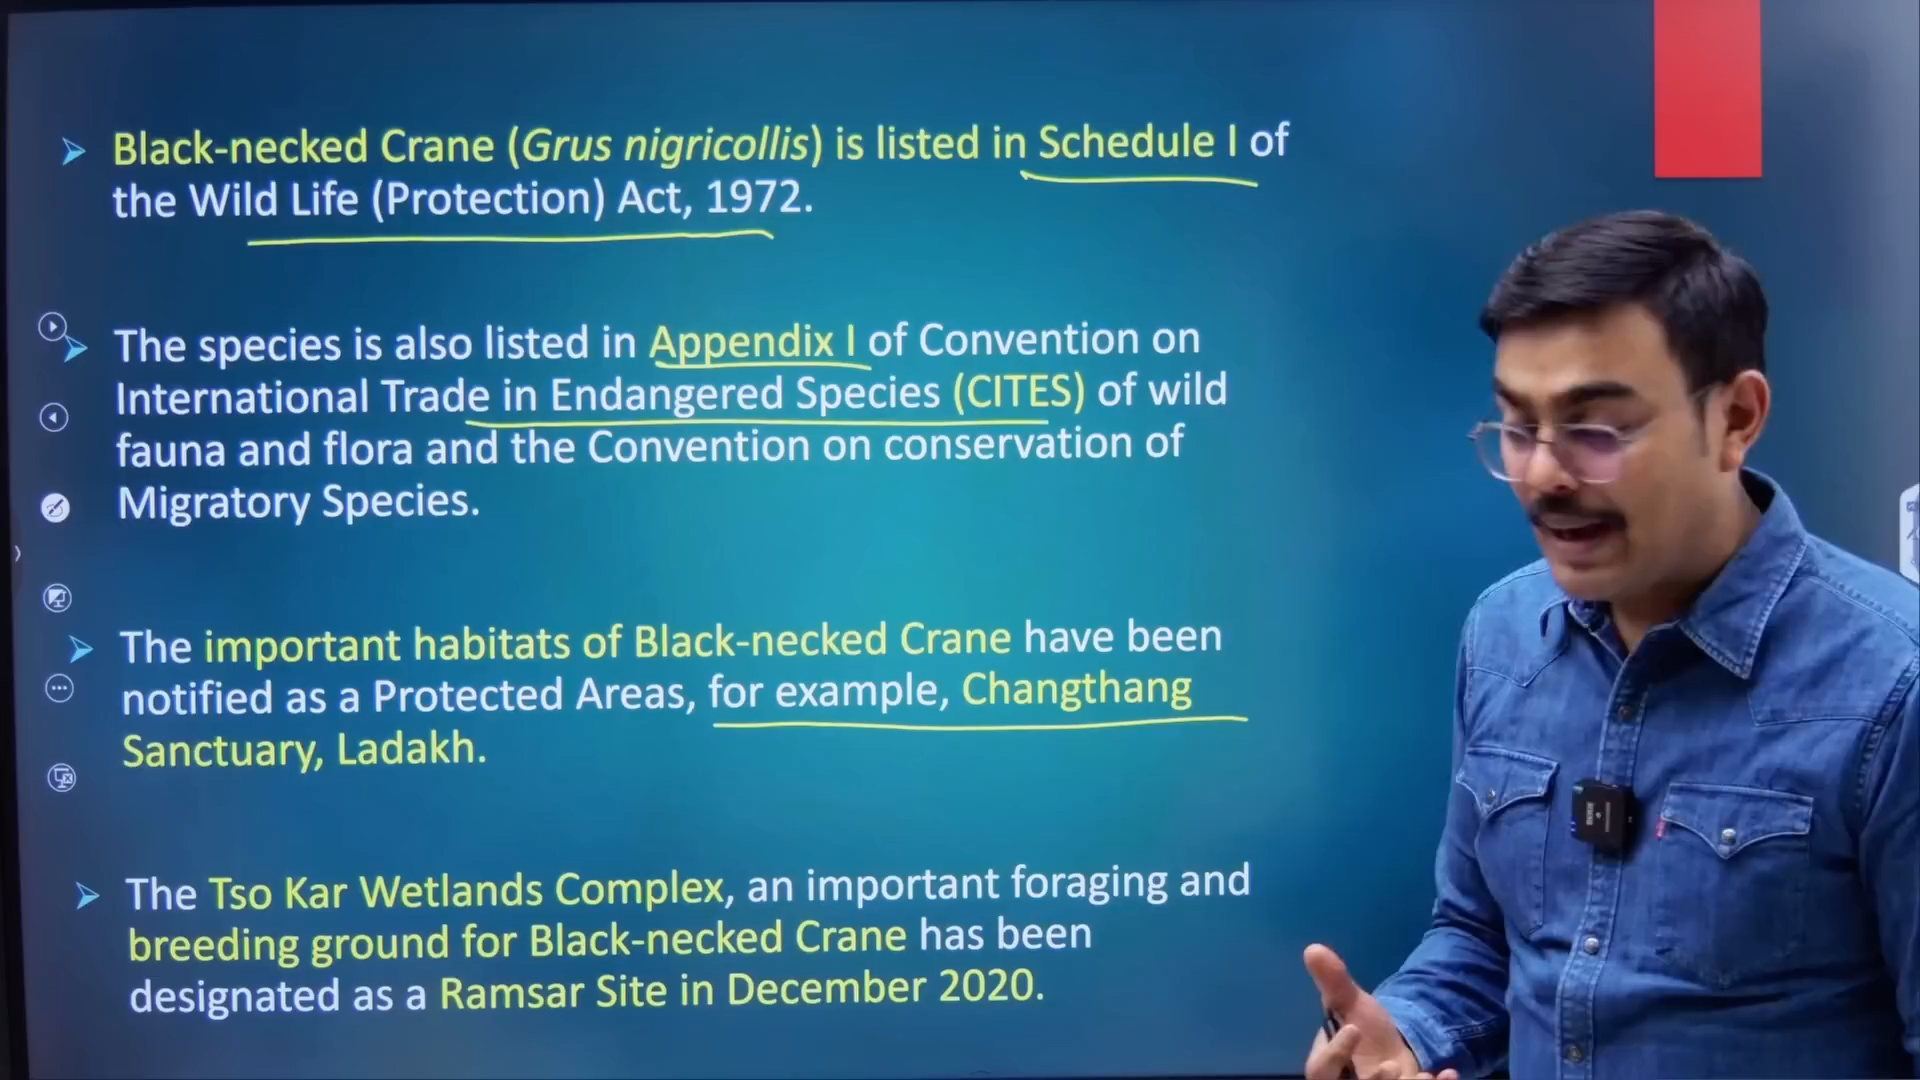 Black-necked Crane (Grus nigricollis) is listed in Schedule I of
the Wild Life (Protection) Act, 1972.
The species is also listed in Appendix I of Convention on
International Trade in Endangered Species (CITES) of wild
fauna and flora and the Convention on conservation of
Migratory Species.
The important habitats of Black-necked Crane have been
notified as a Protected Areas, for example, Changthang
Sanctuary, Ladakh.
The Tso Kar Wetlands Complex, an important foraging and
breeding ground for Black-necked Crane has been
designated as a Ramsar Site in December 2020.